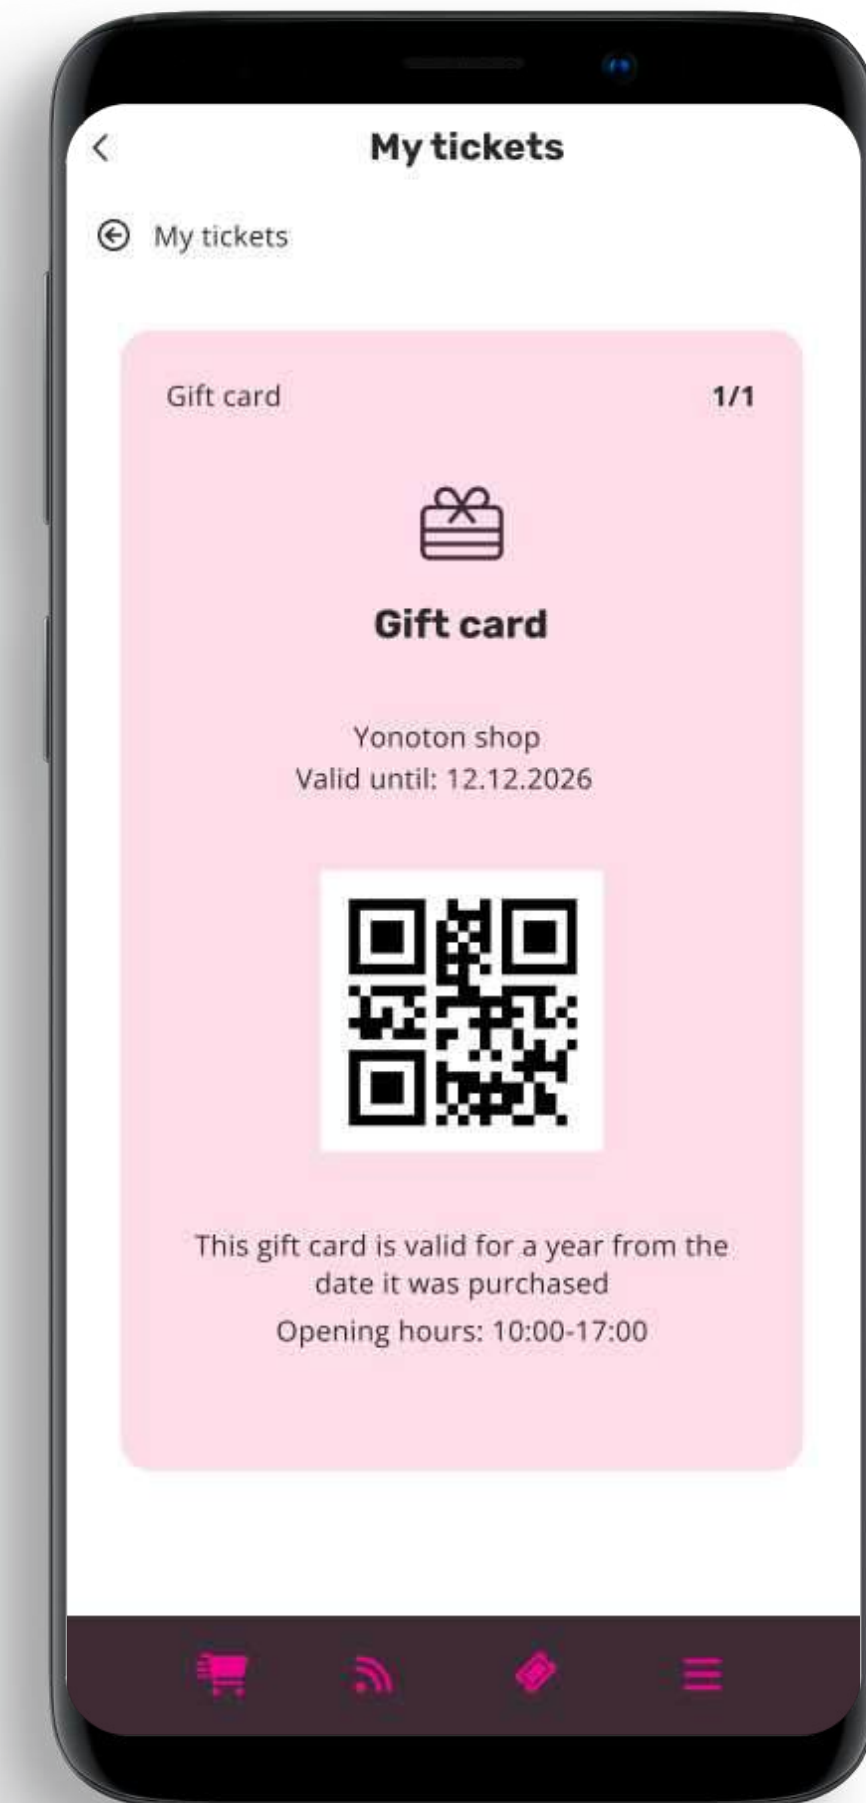 My tickets
My tickets
Gift card 1/1
Gift card
Yonoton shop
Valid until: 12.12.2026
This gift card is valid for a year from the
date it was purchased
Opening hours: 10:00-17:00